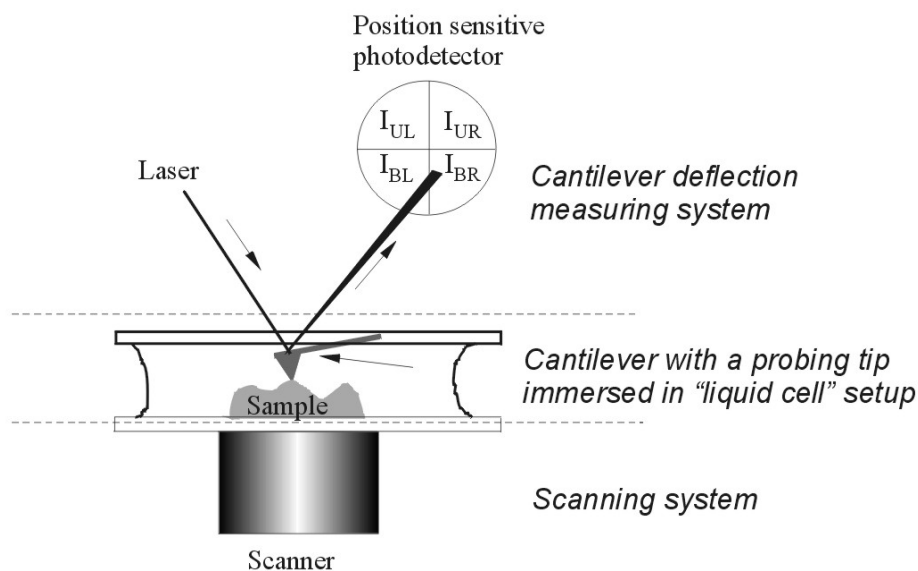 Position sensitive
photodetector
I_UL I_UR
I_BL I_BR
Laser
Cantilever deflection
measuring system
Cantilever with a probing tip
immersed in “liquid cell” setup
Sample
Scanning system
Scanner